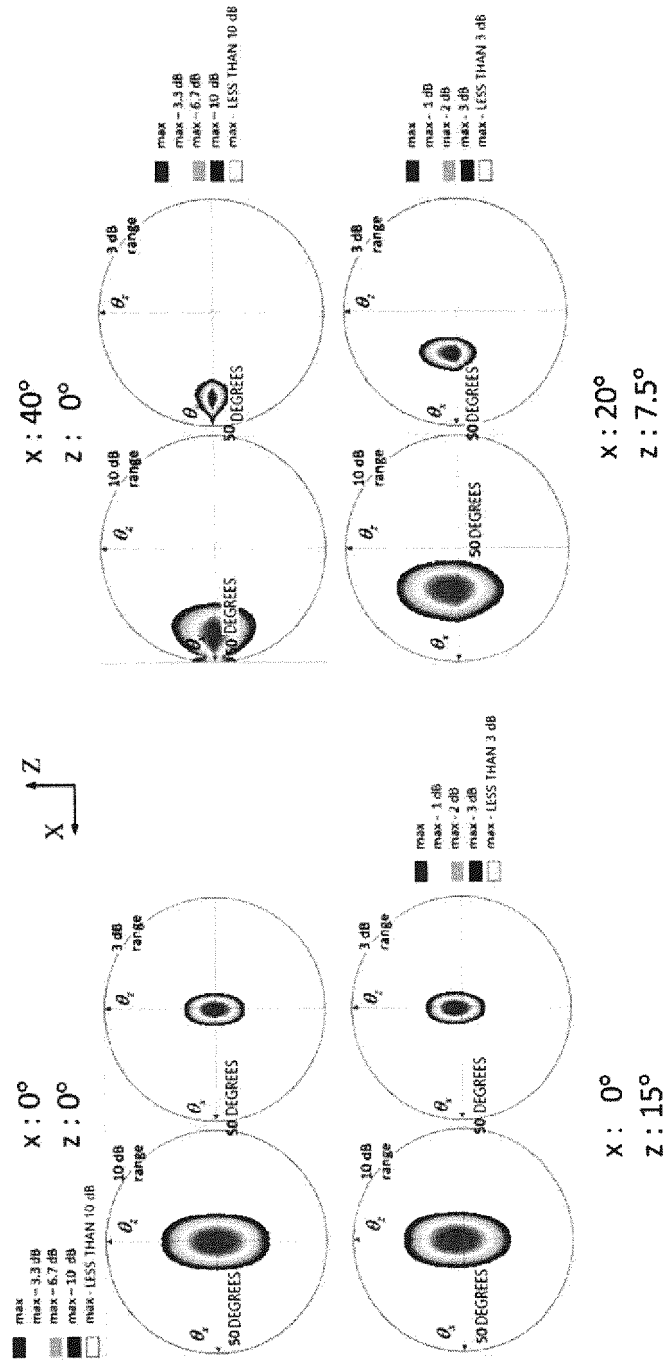 max
max - 3.3 dB
max - 6.7 dB
max - 10 dB
max - LESS THAN 10 dB
X : 0°
Z : 0°
10 dB
range
θz
θx
50 DEGREES
3 dB
range
θz
θx
50 DEGREES
10 dB
range
θz
θx
50 DEGREES
3 dB
range
θz
θx
50 DEGREES
max
max - 1 dB
max - 2 dB
max - 3 dB
max - LESS THAN 3 dB
X : 0°
Z : 15°
X
Z
X : 40°
Z : 0°
10 dB
range
θz
θx
50 DEGREES
3 dB
range
θz
θx
50 DEGREES
max
max - 3.3 dB
max - 6.7 dB
max - 10 dB
max - LESS THAN 10 dB
10 dB
range
θz
θx
50 DEGREES
3 dB
range
θz
θx
50 DEGREES
max
max - 1 dB
max - 2 dB
max - 3 dB
max - LESS THAN 3 dB
X : 20°
Z : 7.5°